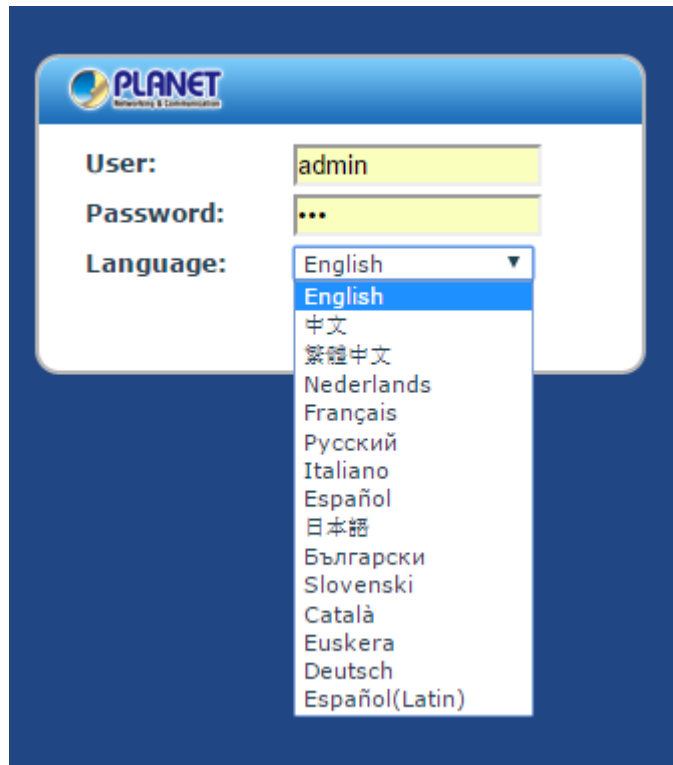 PLANET
Networking & Communication
User: admin
Password: •••
Language: English
English
中文
繁體中文
Nederlands
Français
Русский
Italiano
Español
日本語
Български
Slovenski
Català
Euskera
Deutsch
Español(Latin)